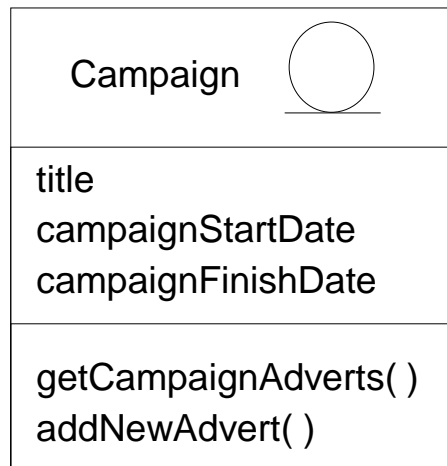 Campaign
title
campaignStartDate
campaignFinishDate
getCampaignAdverts( )
addNewAdvert( )